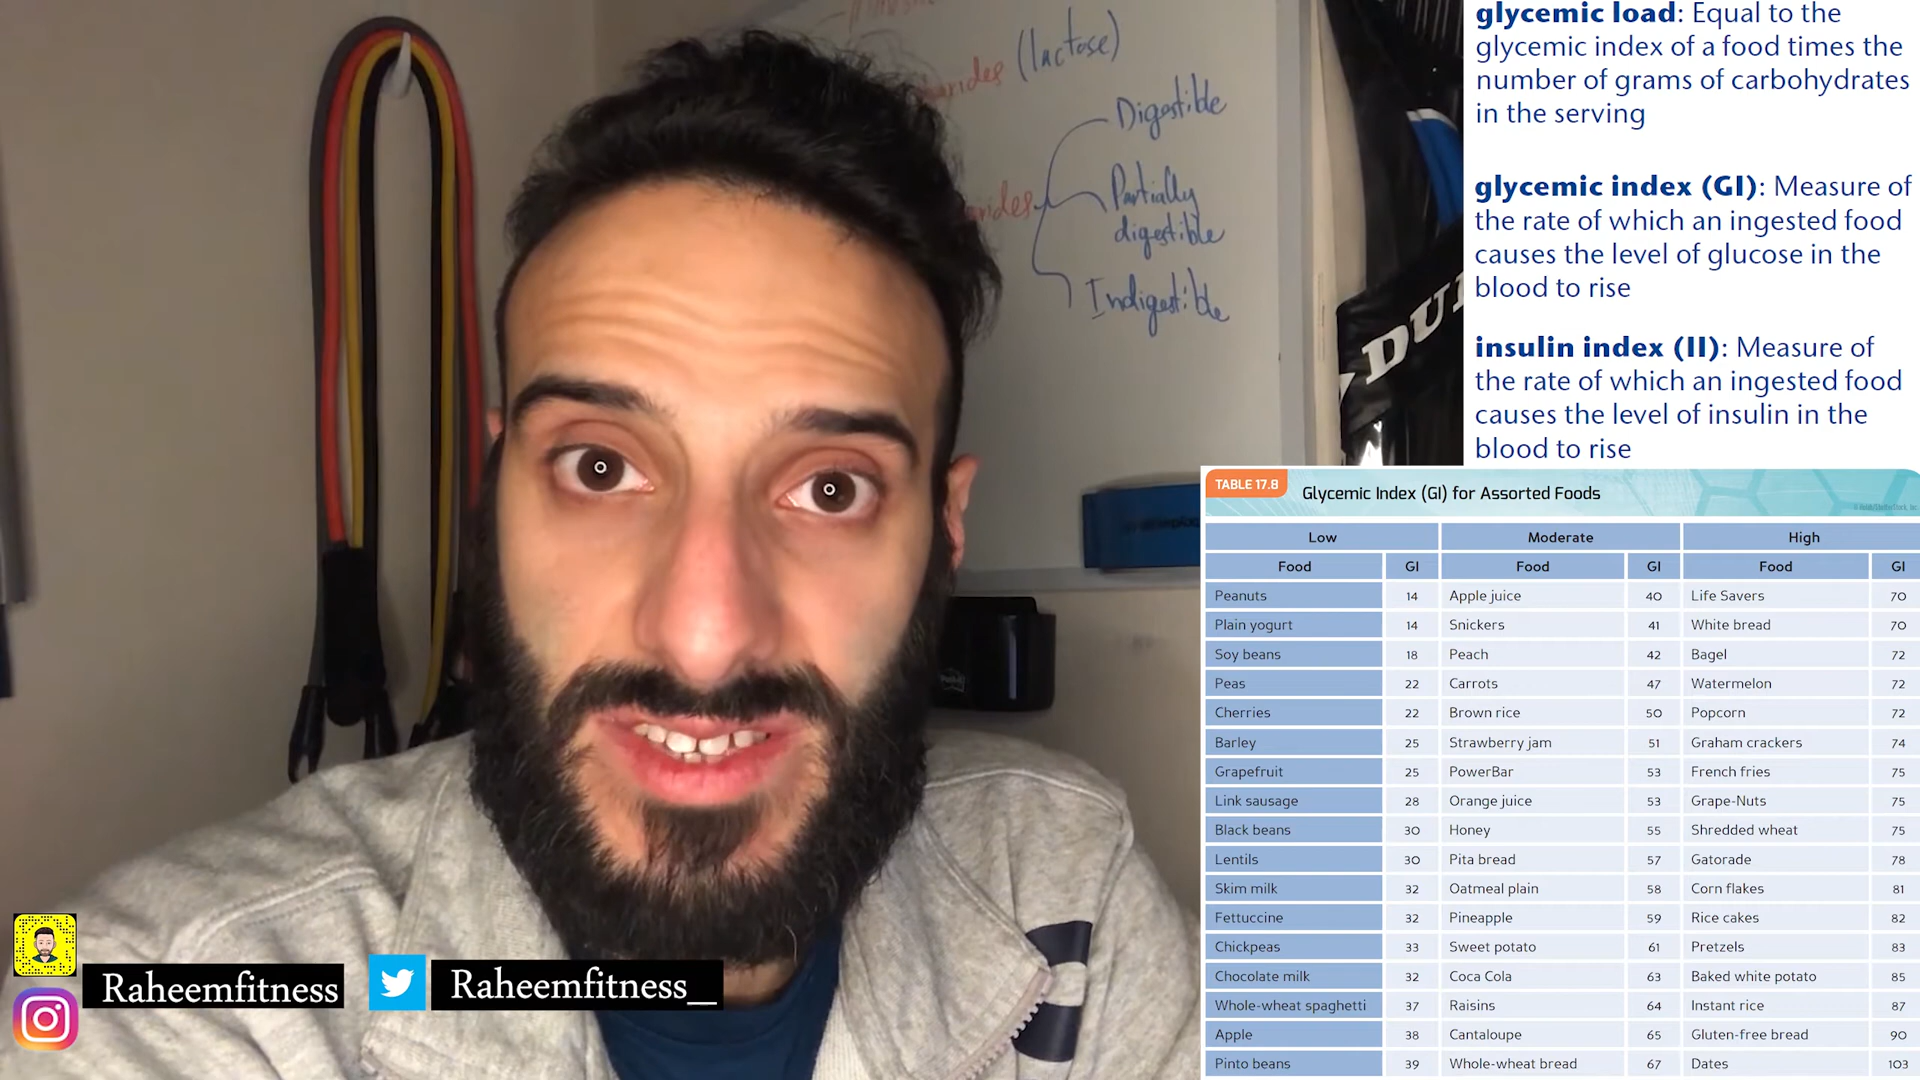 (lactose)
Digestible
Partially
digestible
Indigestible
glycemic load: Equal to the
glycemic index of a food times the
number of grams of carbohydrates
in the serving
glycemic index (GI): Measure of
the rate of which an ingested food
causes the level of glucose in the
blood to rise
insulin index (II): Measure of
the rate of which an ingested food
causes the level of insulin in the
blood to rise
TABLE 17.8 Glycemic Index (GI) for Assorted Foods
Low Moderate High
Food GI Food GI Food GI
Peanuts 14 Apple juice 40 Life Savers 70
Plain yogurt 14 Snickers 41 White bread 70
Soy beans 18 Peach 42 Bagel 72
Peas 22 Carrots 47 Watermelon 72
Cherries 22 Brown rice 50 Popcorn 72
Barley 25 Strawberry jam 51 Graham crackers 74
Grapefruit 25 PowerBar 53 French fries 75
Link sausage 28 Orange juice 53 Grape-Nuts 75
Black beans 30 Honey 55 Shredded wheat 75
Lentils 30 Pita bread 57 Gatorade 78
Skim milk 32 Oatmeal plain 58 Corn flakes 81
Fettuccine 32 Pineapple 59 Rice cakes 82
Chickpeas 33 Sweet potato 61 Pretzels 83
Chocolate milk 32 Coca Cola 63 Baked white potato 85
Whole-wheat spaghetti 37 Raisins 64 Instant rice 87
Apple 38 Cantaloupe 65 Gluten-free bread 90
Pinto beans 39 Whole-wheat bread 67 Dates 103
Raheemfitness
Raheemfitness_